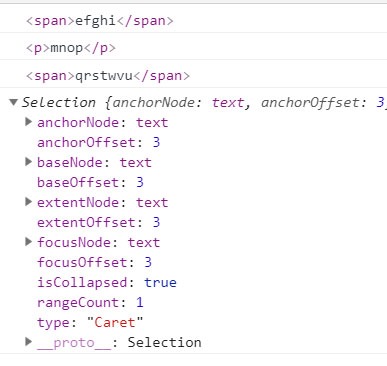 <span>efghi</span>
<p>mnop</p>
<span>qrstwvu</span>
Selection {anchorNode: text, anchorOffset: 3,
anchorNode: text
anchorOffset: 3
baseNode: text
baseOffset: 3
extentNode: text
extentOffset: 3
focusNode: text
focusOffset: 3
isCollapsed: true
rangeCount: 1
type: "Caret"
__proto__: Selection